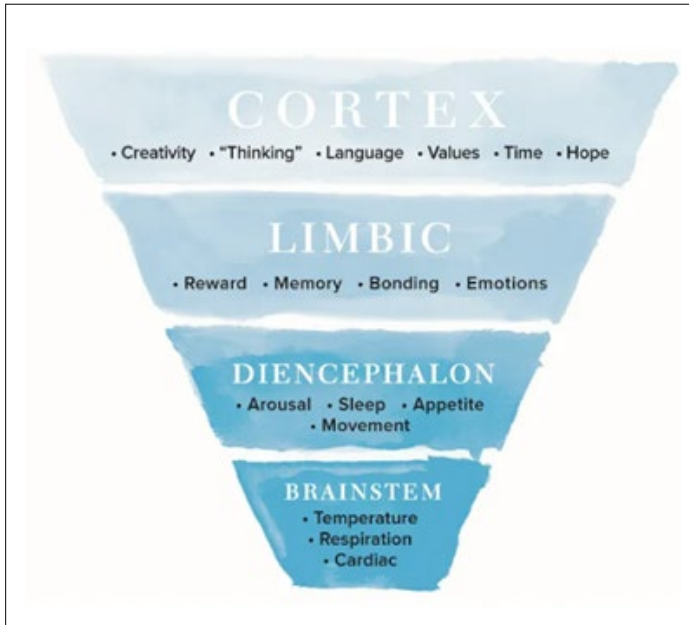 CORTEX
• Creativity • "Thinking" • Language • Values • Time • Hope
LIMBIC
• Reward • Memory • Bonding • Emotions
DIENCEPHALON
• Arousal • Sleep • Appetite
• Movement
BRAINSTEM
• Temperature
• Respiration
• Cardiac